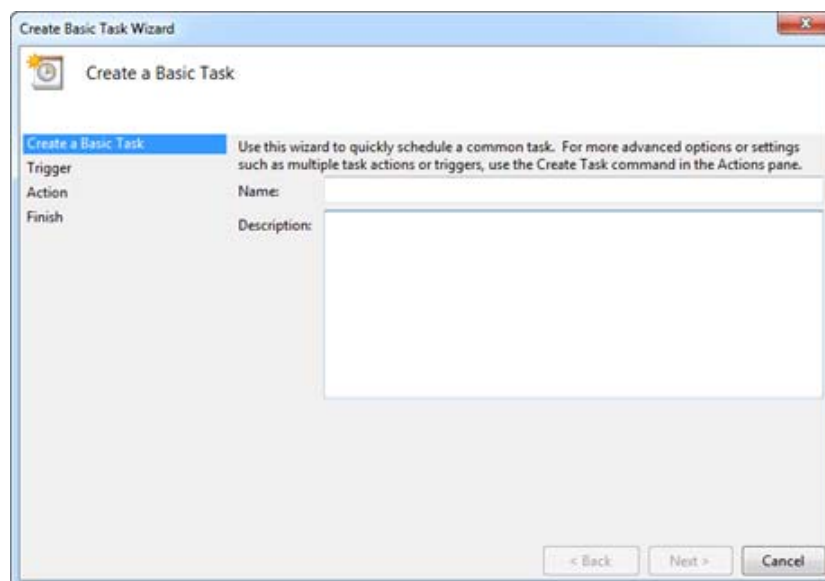 Create Basic Task Wizard
Create a Basic Task
Create a Basic Task
Trigger
Action
Finish
Use this wizard to quickly schedule a common task. For more advanced options or settings
such as multiple task actions or triggers, use the Create Task command in the Actions pane.
Name:
Description:
< Back
Next >
Cancel